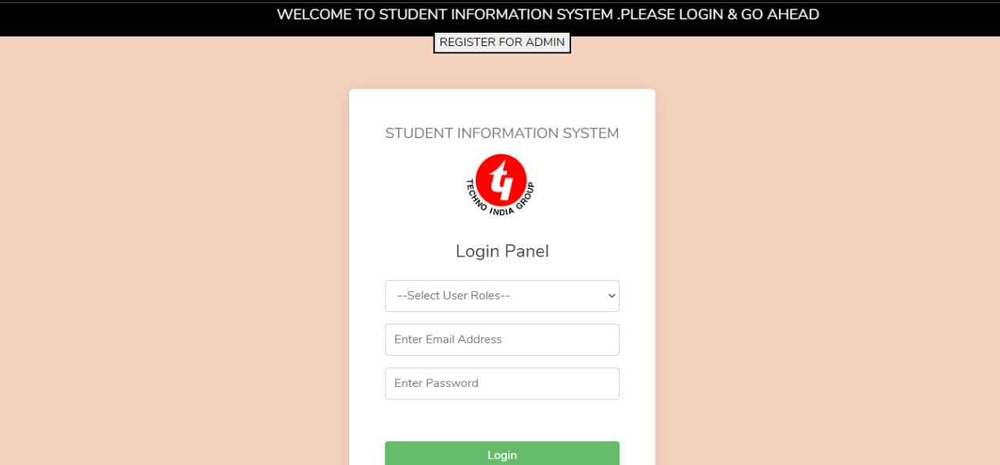 WELCOME TO STUDENT INFORMATION SYSTEM .PLEASE LOGIN & GO AHEAD
REGISTER FOR ADMIN
STUDENT INFORMATION SYSTEM
TECHNO INDIA GROUP
Login Panel
--Select User Roles--
Enter Email Address
Enter Password
Login